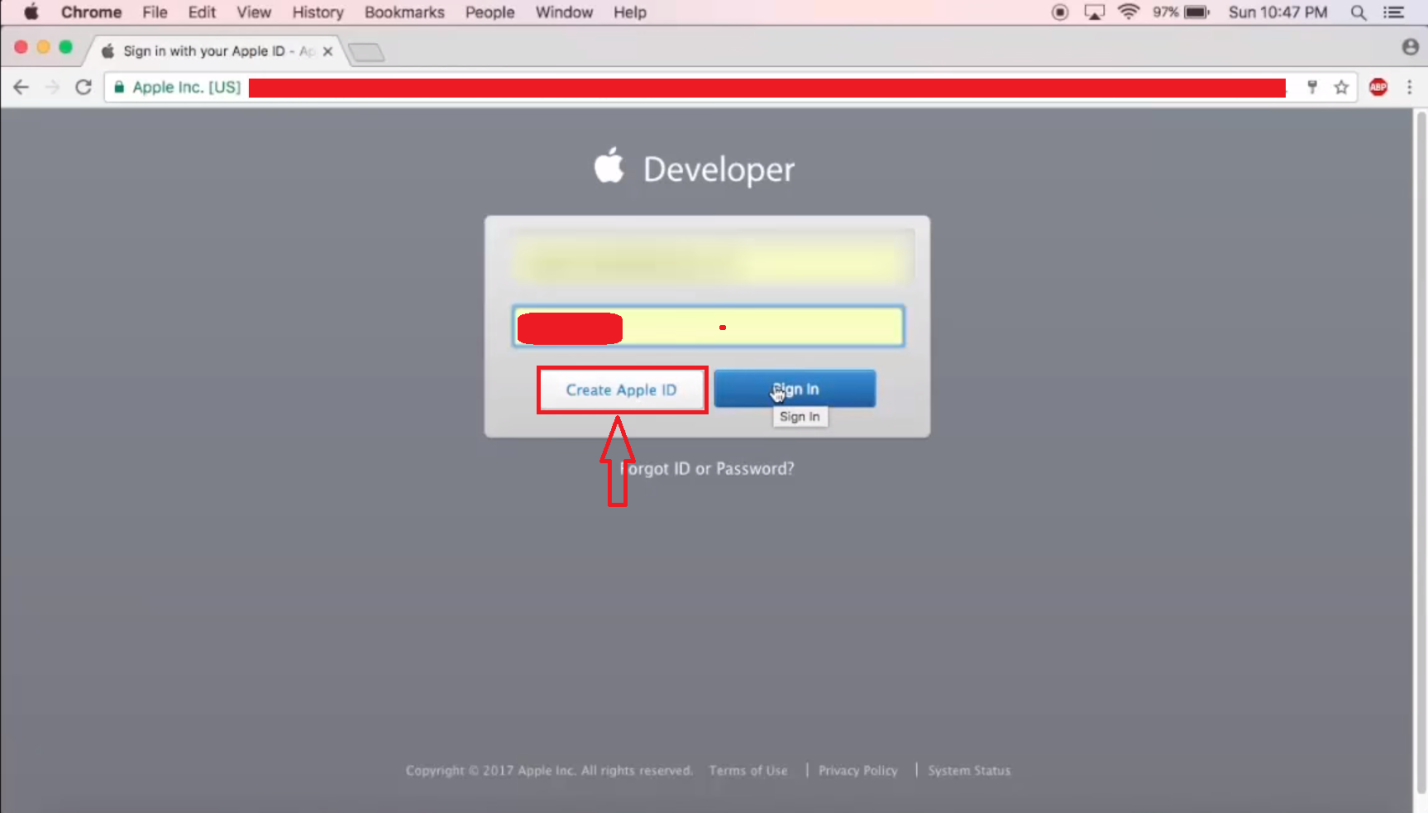 Chrome File Edit View History Bookmarks People Window Help 97% Sun 10:47 PM
Sign in with your Apple ID - Ap
Apple Inc. [US] ABP
Developer
Create Apple ID Sign In
Sign In
Forgot ID or Password?
Copyright © 2017 Apple Inc. All rights reserved. Terms of Use | Privacy Policy | System Status